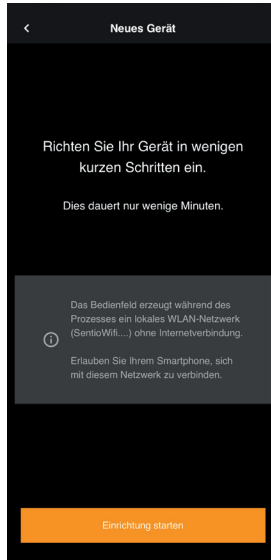 Neues Gerät
Richten Sie Ihr Gerät in wenigen
kurzen Schritten ein.
Dies dauert nur wenige Minuten.
Das Bedienfeld erzeugt während des
Prozesses ein lokales WLAN-Netzwerk
(SentioWifi....) ohne Internetverbindung.
Erlauben Sie Ihrem Smartphone, sich
mit diesem Netzwerk zu verbinden.
Einrichtung starten